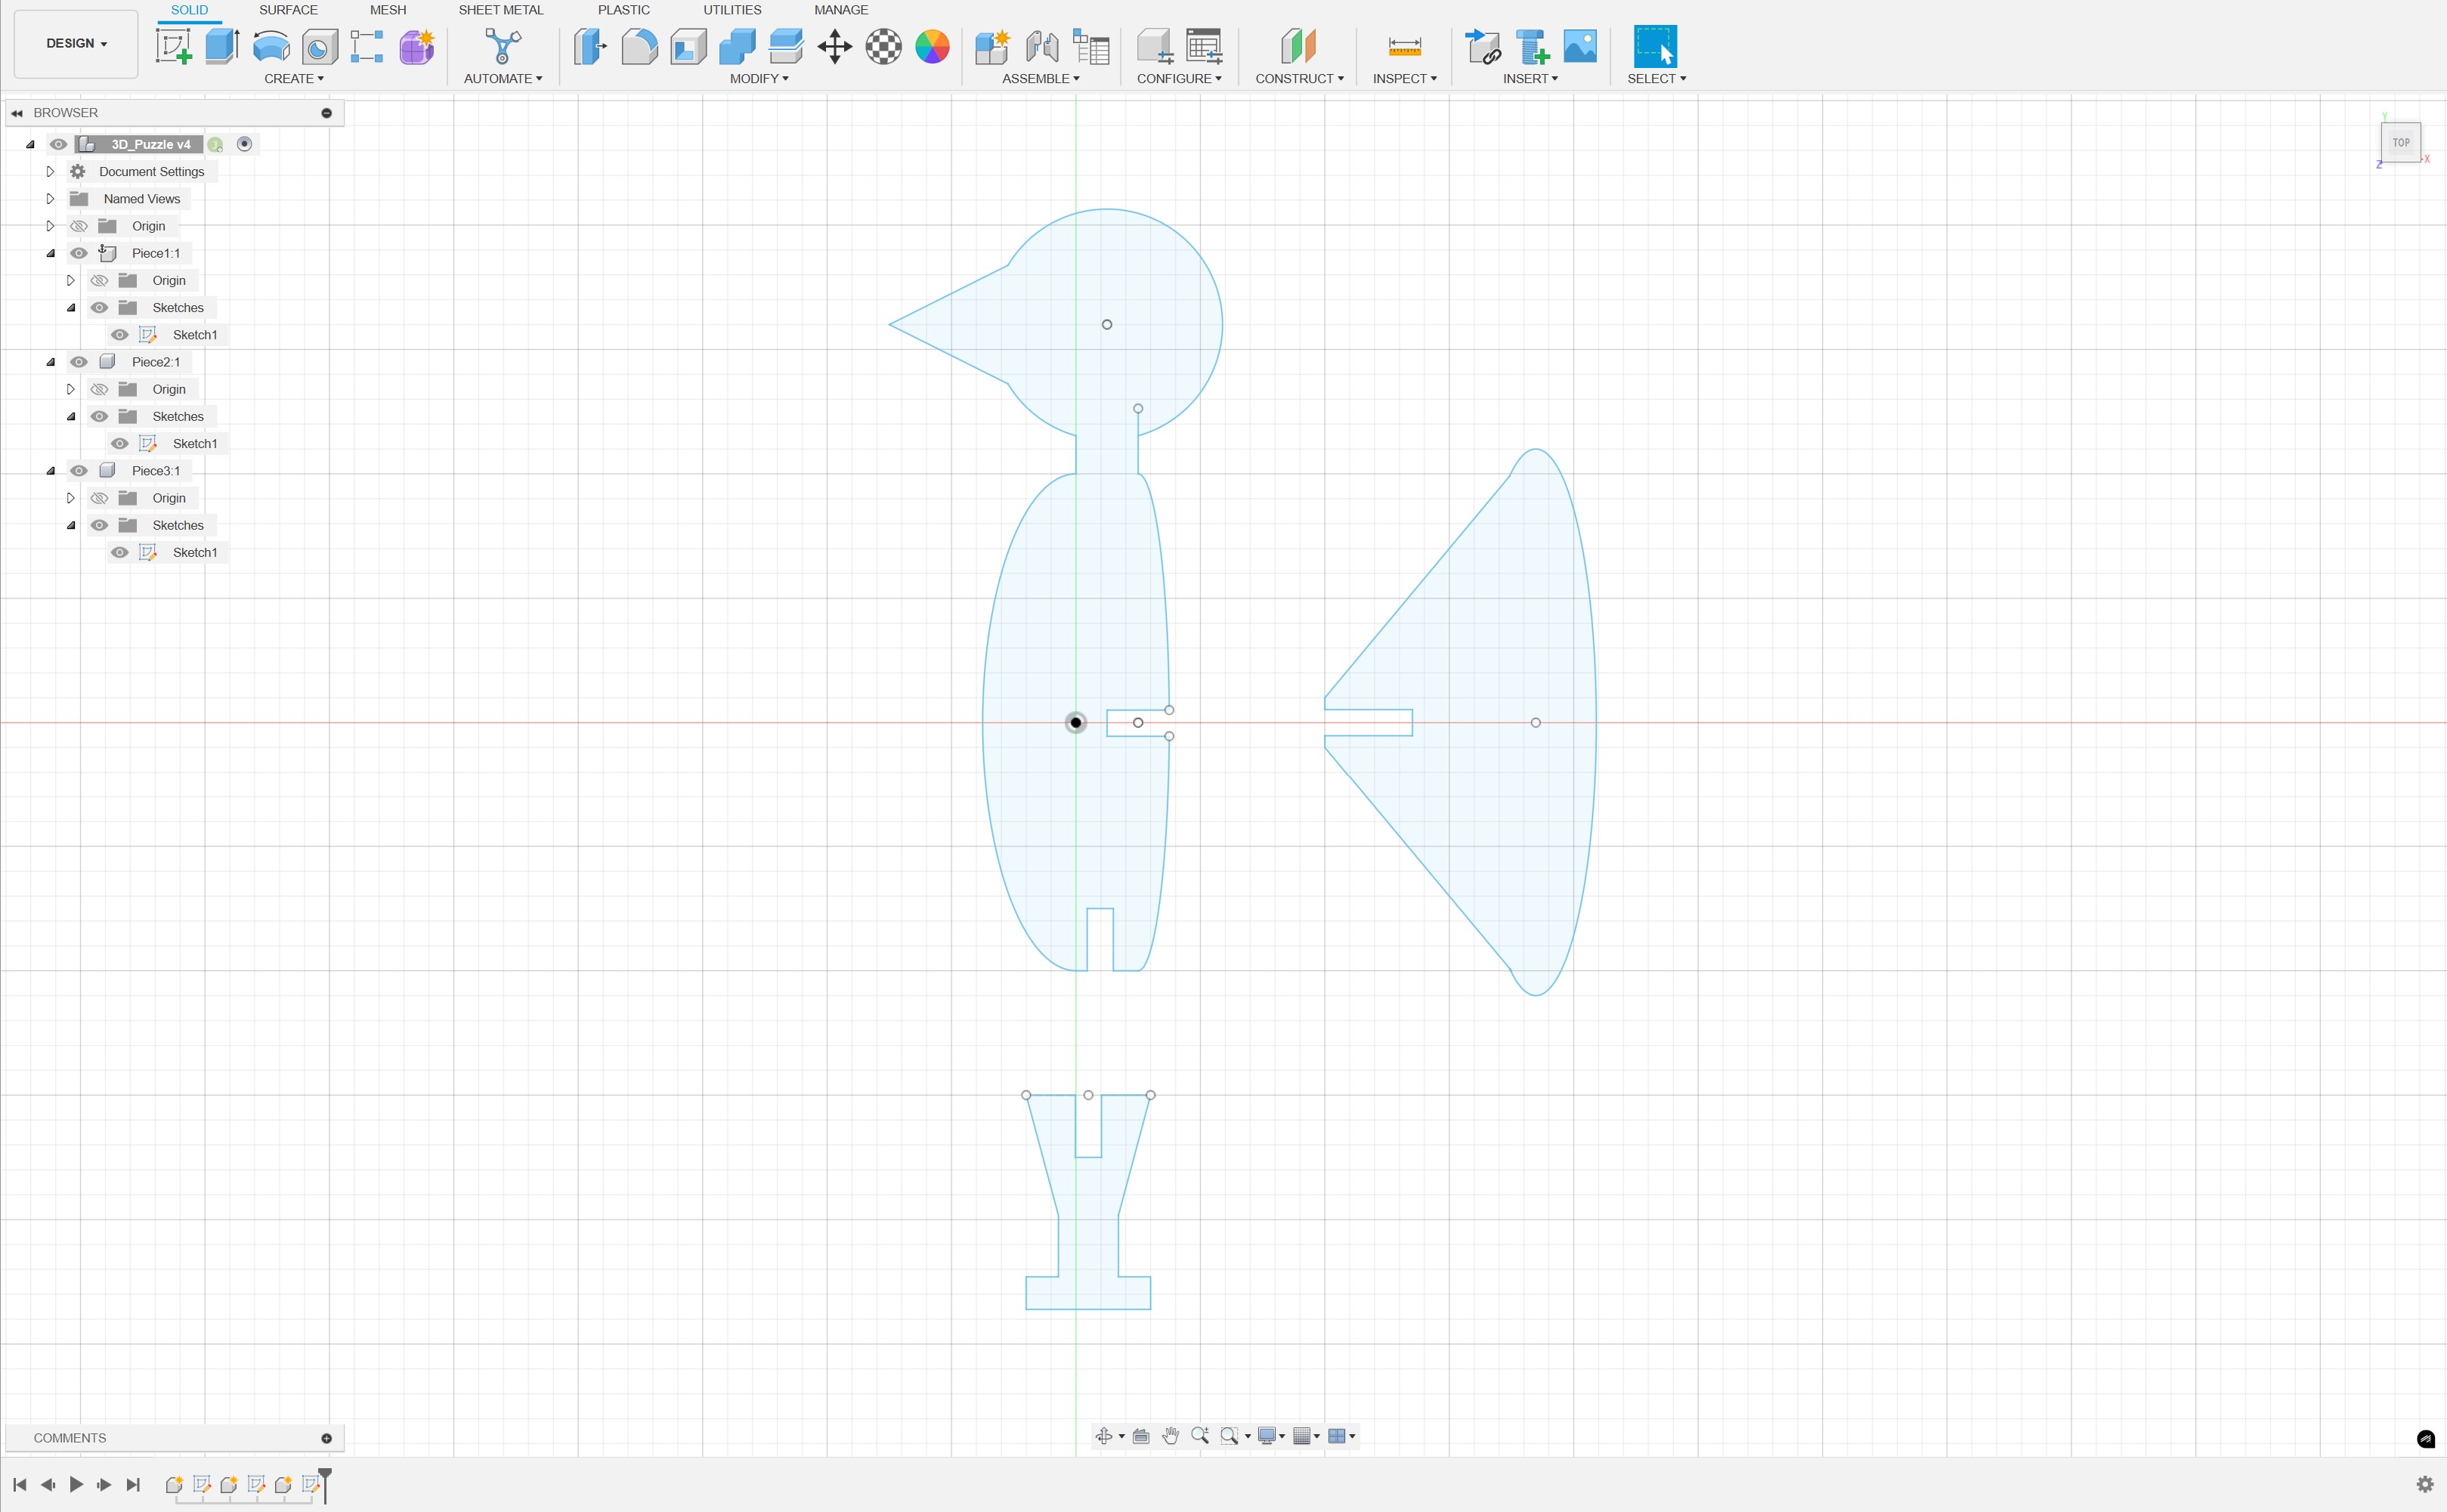 SOLID SURFACE MESH SHEET METAL PLASTIC UTILITIES MANAGE
DESIGN
CREATE AUTOMATE MODIFY ASSEMBLE CONFIGURE CONSTRUCT INSPECT INSERT SELECT
BROWSER
3D_Puzzle v4
Document Settings
Named Views
Origin
Piece1:1
Origin
Sketches
Sketch1
Piece2:1
Origin
Sketches
Sketch1
Piece3:1
Origin
Sketches
Sketch1
Y
TOP
X
Z
COMMENTS